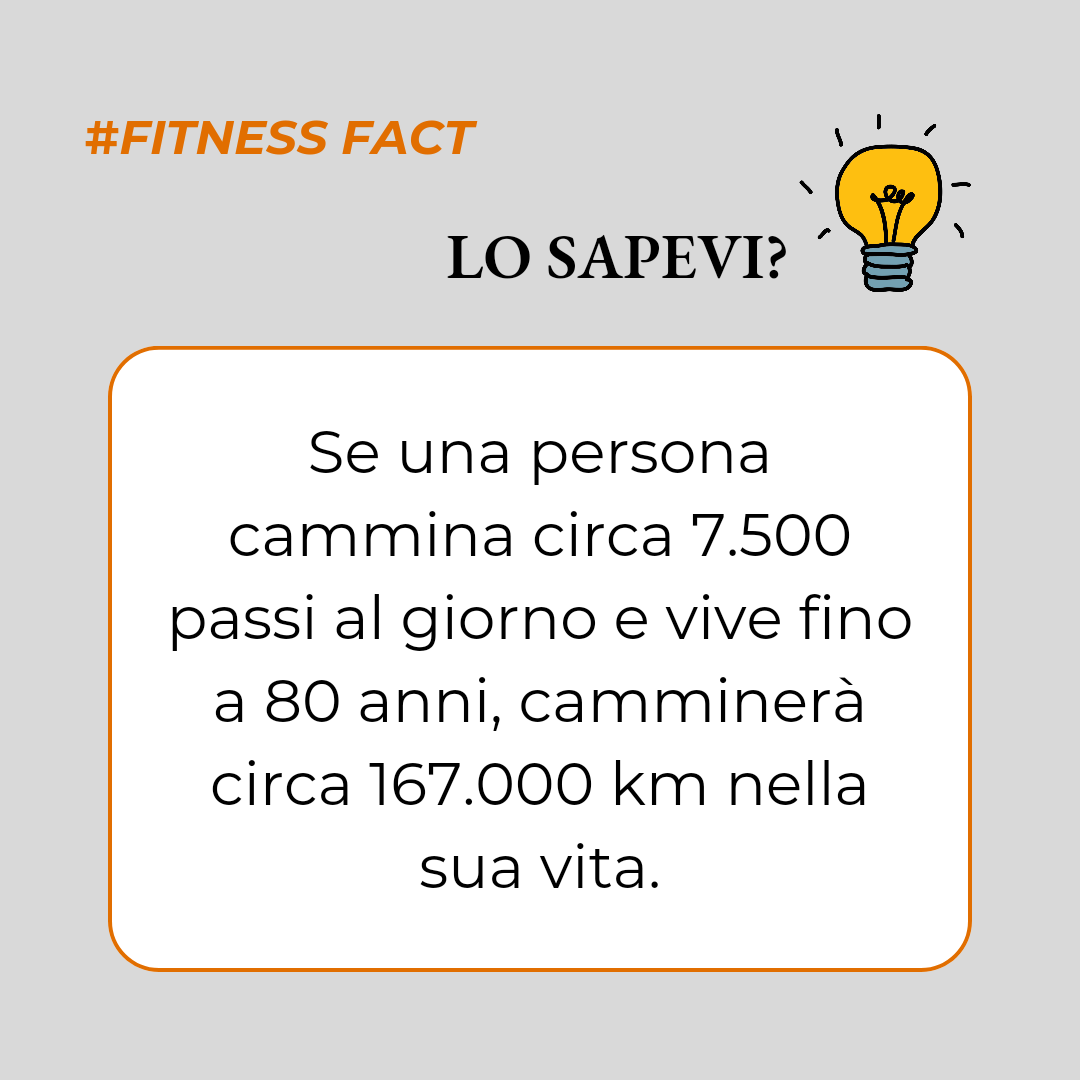 #FITNESS FACT
LO SAPEVI?
Se una persona
cammina circa 7.500
passi al giorno e vive fino
a 80 anni, camminerà
circa 167.000 km nella
sua vita.